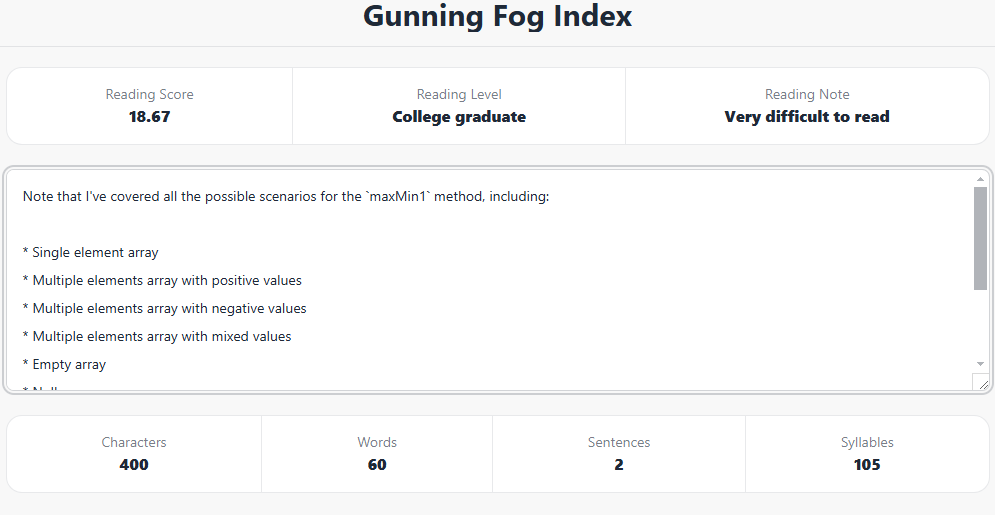 Gunning Fog Index
Reading Score
18.67
Reading Level
College graduate
Reading Note
Very difficult to read
Note that I've covered all the possible scenarios for the `maxMin1` method, including:
* Single element array
* Multiple elements array with positive values
* Multiple elements array with negative values
* Multiple elements array with mixed values
* Empty array
Characters
400
Words
60
Sentences
2
Syllables
105